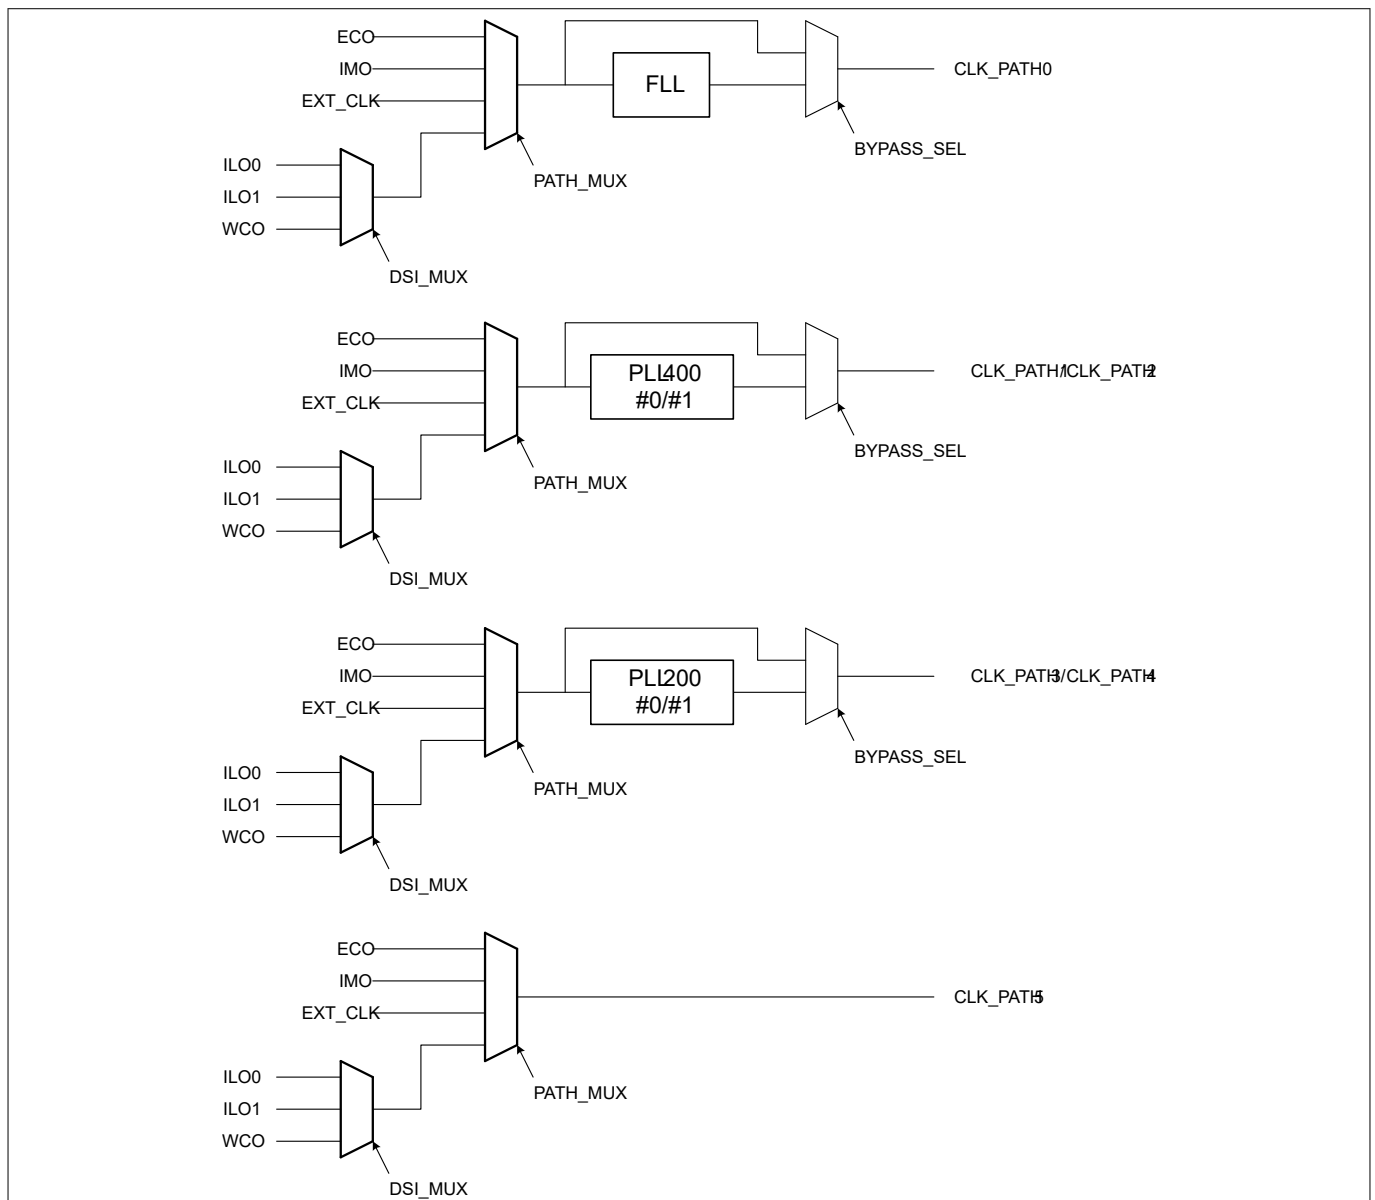 ECO
IMO
FLL
CLK_PATH0
EXT_CLK
BYPASS_SEL
ILO0
PATH_MUX
ILO1
WCO
DSI_MUX
ECO
IMO
PLL400
#0/#1
CLK_PATH1/CLK_PATH2
EXT_CLK
BYPASS_SEL
ILO0
PATH_MUX
ILO1
WCO
DSI_MUX
ECO
IMO
PLL200
#0/#1
CLK_PATH3/CLK_PATH4
EXT_CLK
BYPASS_SEL
ILO0
PATH_MUX
ILO1
WCO
DSI_MUX
ECO
IMO
CLK_PATH5
EXT_CLK
ILO0
PATH_MUX
ILO1
WCO
DSI_MUX